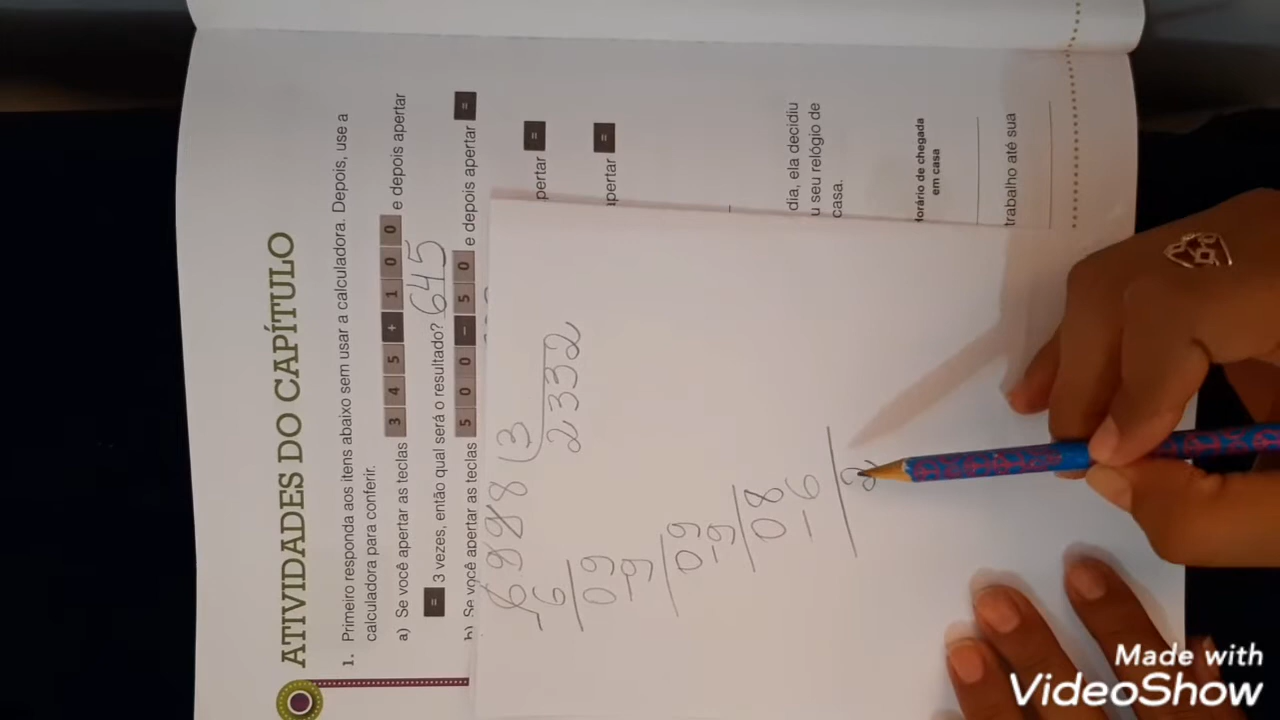 ATIVIDADES DO CAPÍTULO
1. Primeiro responda aos itens abaixo sem usar a calculadora. Depois, use a
calculadora para conferir.
a) Se você apertar as teclas 3 4 5 + 1 0 0 e depois apertar
= 3 vezes, então qual será o resultado? 645
b) Se você apertar as teclas 5 0 0 − 5 0 e depois apertar =
pertar =
apertar =
dia, ela decidiu
u seu relógio de
casa.
Horário de chegada
em casa
trabalho até sua
6998 3
-6 2332
09
-9
09
-9
08
-6
2
Made with
VideoShow